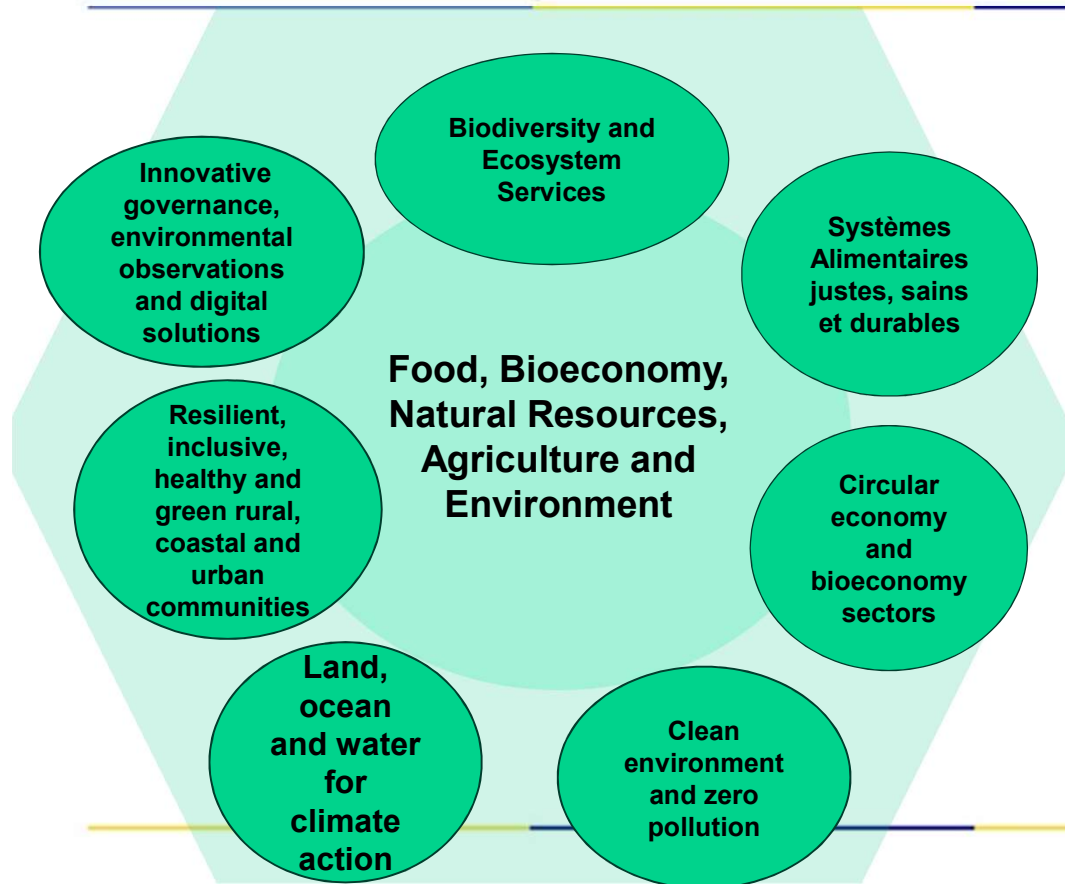 Biodiversity and
Ecosystem
Services
Innovative
governance,
environmental
observations
and digital
solutions
Systèmes
Alimentaires
justes, sains
et durables
Food, Bioeconomy,
Natural Resources,
Agriculture and
Environment
Resilient,
inclusive,
healthy and
green rural,
coastal and
urban
communities
Circular
economy
and
bioeconomy
sectors
Land,
ocean
and water
for
climate
action
Clean
environment
and zero
pollution